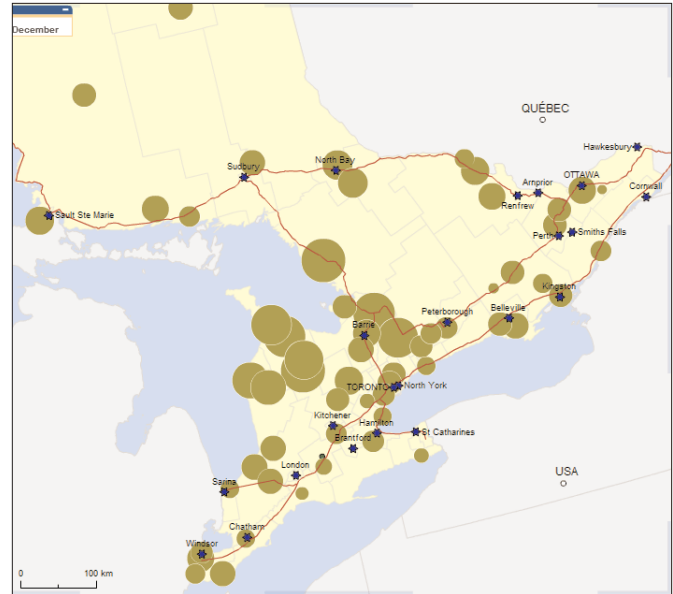 December
QUÉBEC
Hawkesbury
North Bay
Sudbury
OTTAWA
Arnprior
Cornwall
Renfrew
Sault Ste Marie
Perth
Smiths Falls
Kingston
Peterborough
Belleville
Barrie
TORONTO
North York
Kitchener
Hamilton
St Catharines
Brantford
London
USA
Sarina
Chatham
Windsor
0 100 km